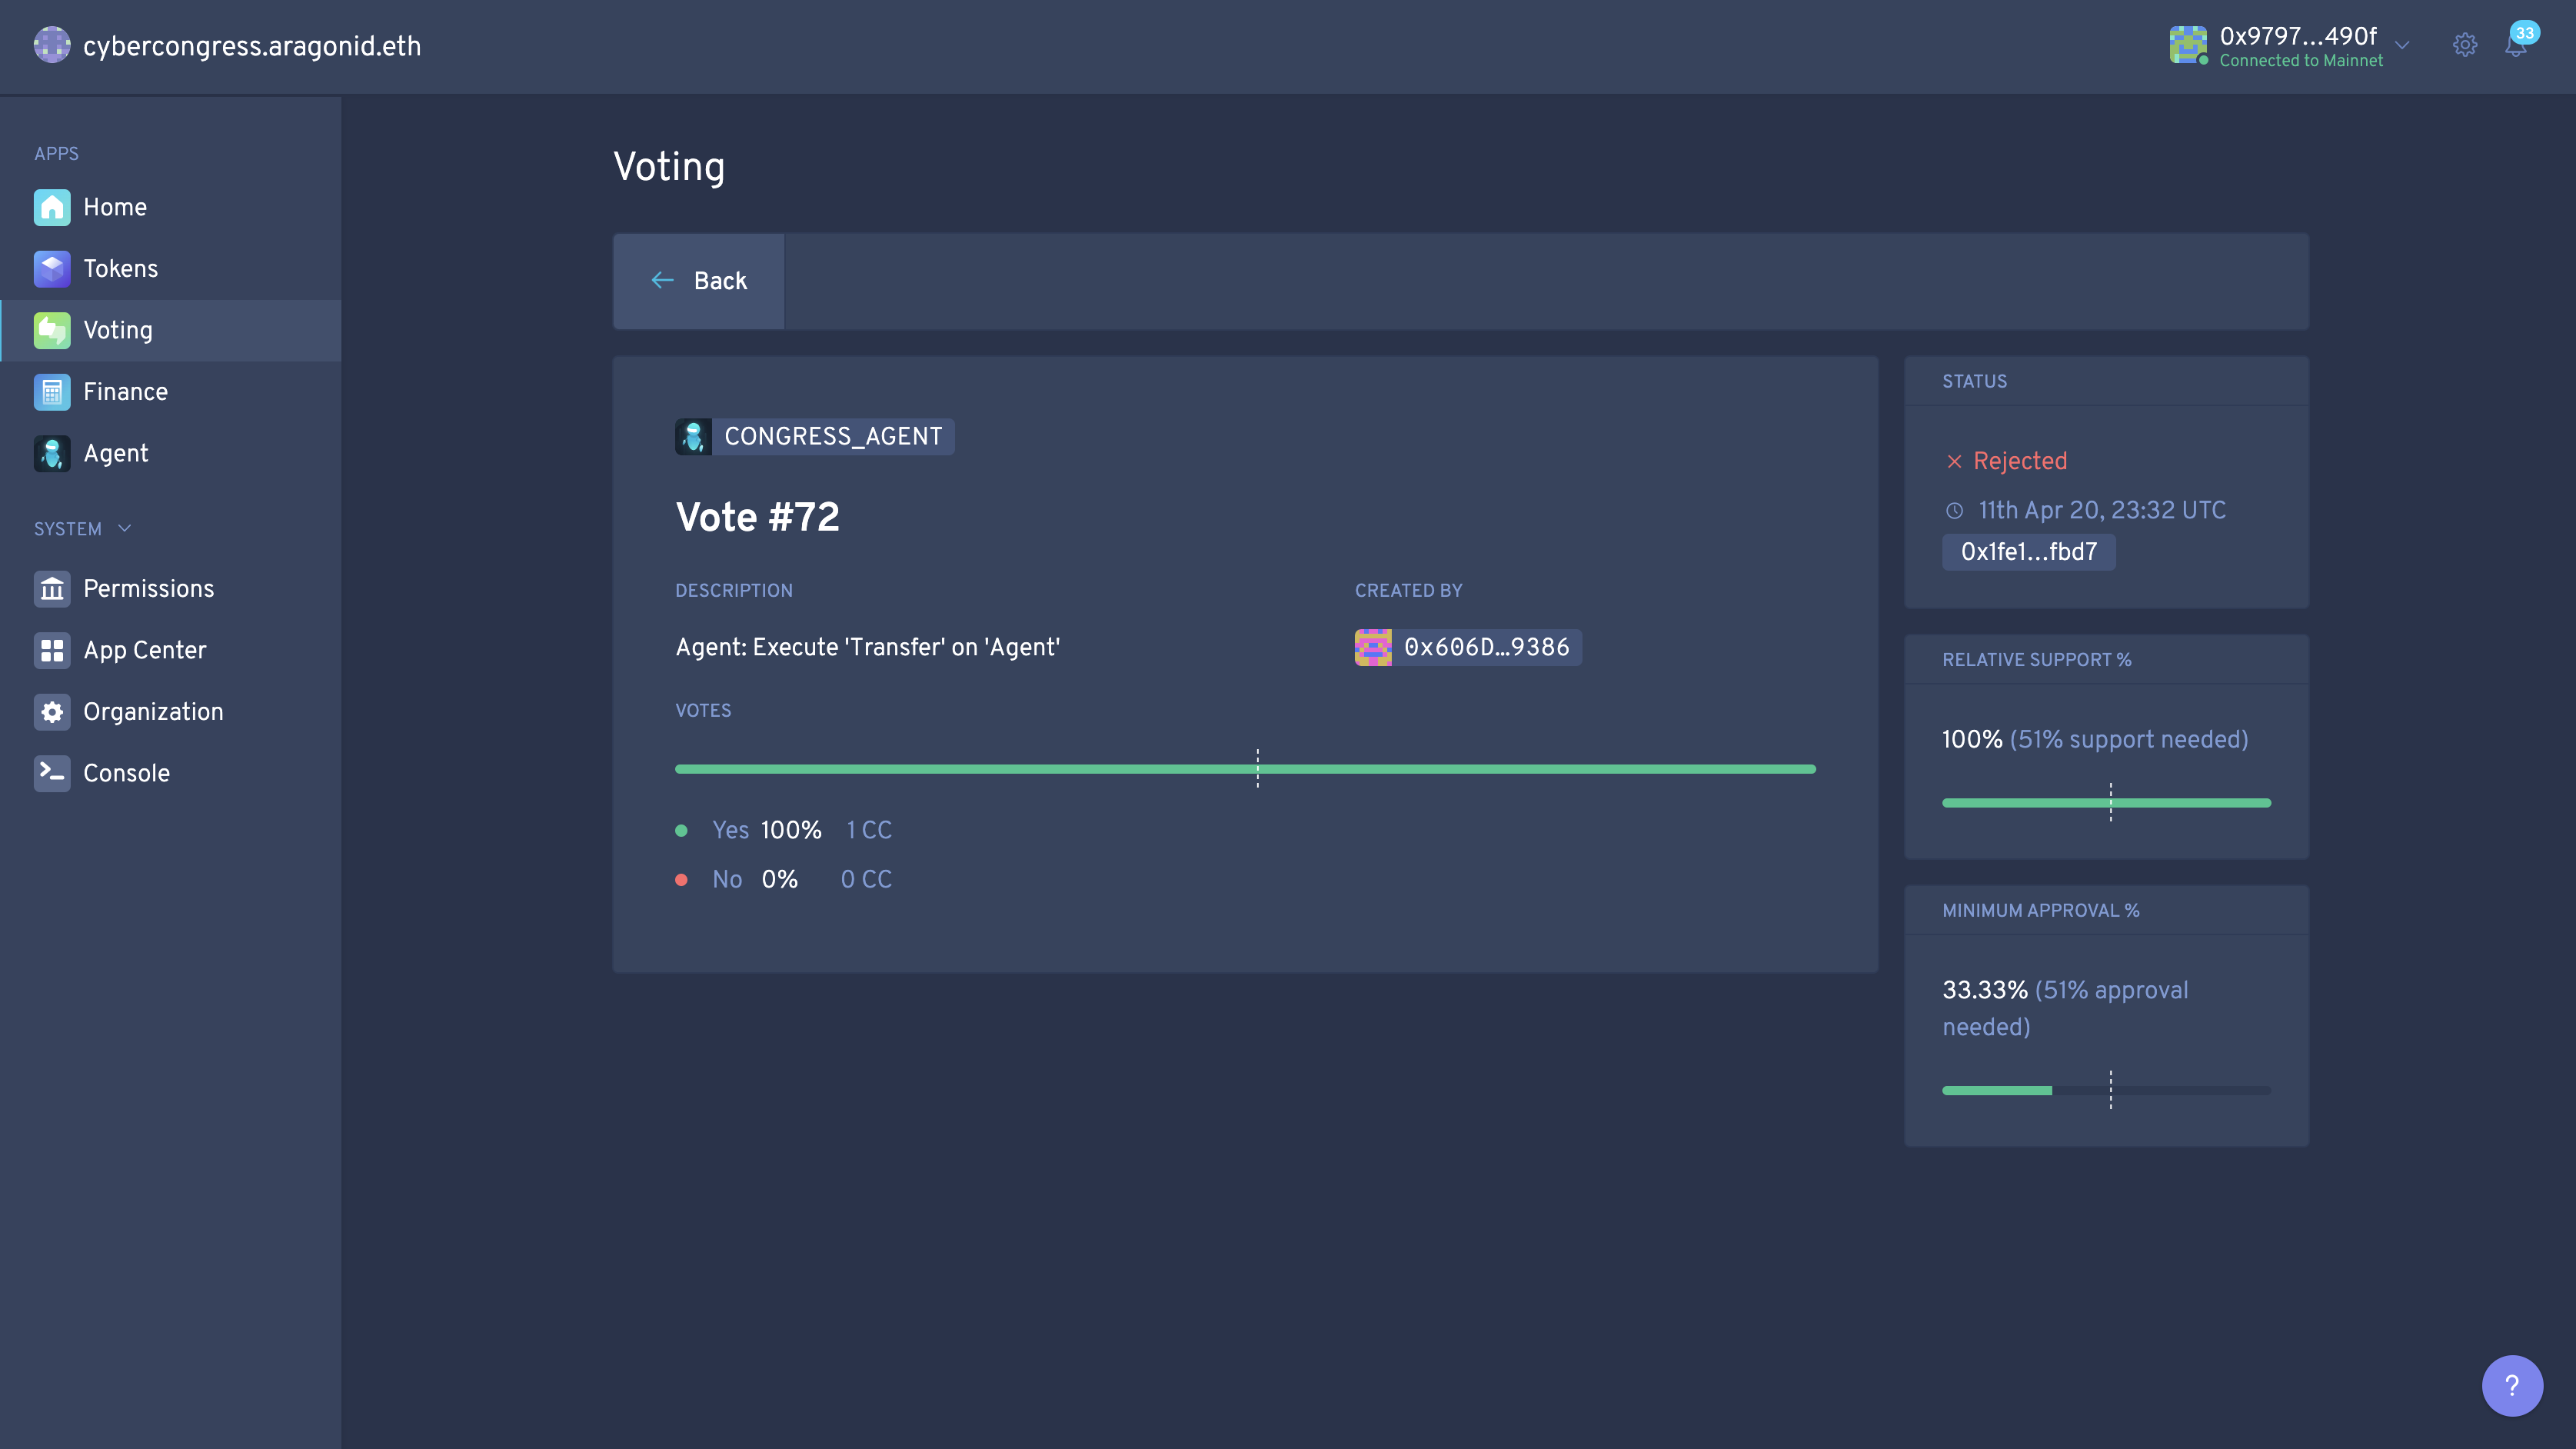 cybercongress.aragonid.eth
0x9797...490f
Connected to Mainnet
33
APPS
Home
Tokens
Voting
Finance
Agent
SYSTEM
Permissions
App Center
Organization
Console
Voting
Back
CONGRESS_AGENT
Vote #72
DESCRIPTION
Agent: Execute 'Transfer' on 'Agent'
CREATED BY
0x606D…9386
VOTES
Yes 100% 1 CC
No 0% 0 CC
STATUS
Rejected
11th Apr 20, 23:32 UTC
0x1fe1…fbd7
RELATIVE SUPPORT %
100% (51% support needed)
MINIMUM APPROVAL %
33.33% (51% approval
needed)
?